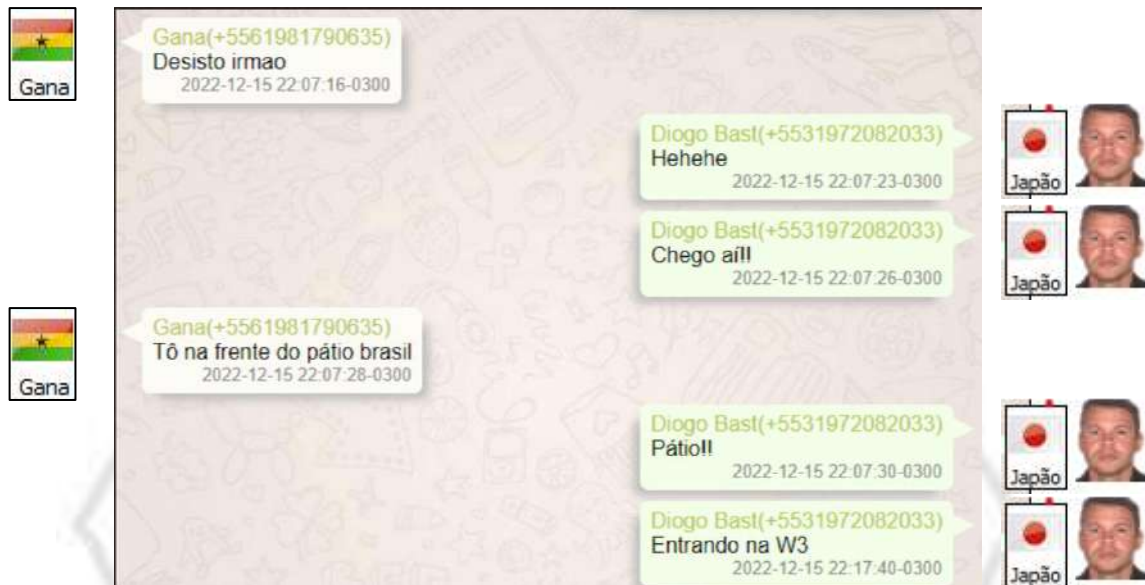 Gana
Gana(+5561981790635)
Desisto irmao
2022-12-15 22:07:16-0300
Diogo Bast(+5531972082033)
Hehehe
2022-12-15 22:07:23-0300
Japão
Diogo Bast(+5531972082033)
Chego aí!!
2022-12-15 22:07:26-0300
Japão
Gana
Gana(+5561981790635)
Tô na frente do pátio brasil
2022-12-15 22:07:28-0300
Diogo Bast(+5531972082033)
Pátio!!
2022-12-15 22:07:30-0300
Japão
Diogo Bast(+5531972082033)
Entrando na W3
2022-12-15 22:17:40-0300
Japão